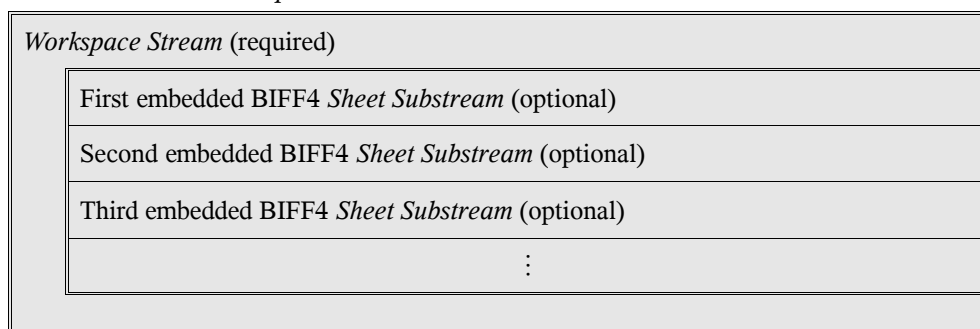 Workspace Stream (required)
First embedded BIFF4 Sheet Substream (optional)
Second embedded BIFF4 Sheet Substream (optional)
Third embedded BIFF4 Sheet Substream (optional)
⋮